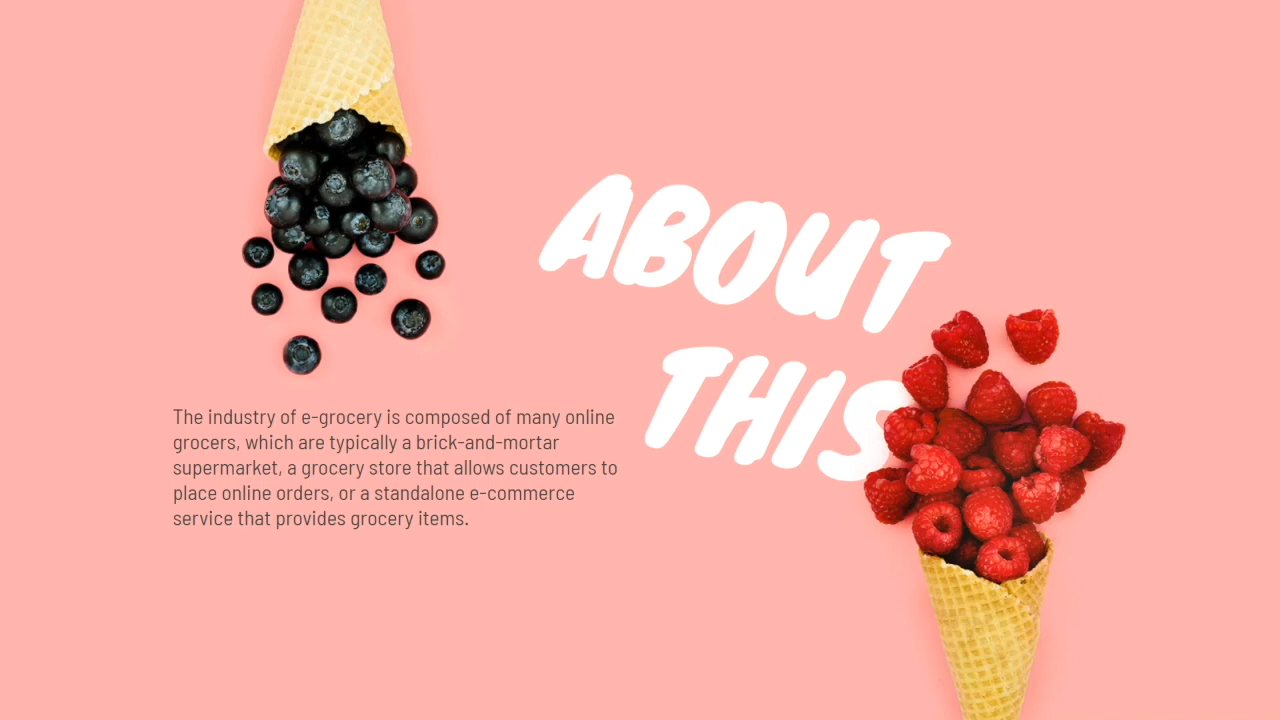 ABOUT
THIS
The industry of e-grocery is composed of many online
grocers, which are typically a brick-and-mortar
supermarket, a grocery store that allows customers to
place online orders, or a standalone e-commerce
service that provides grocery items.